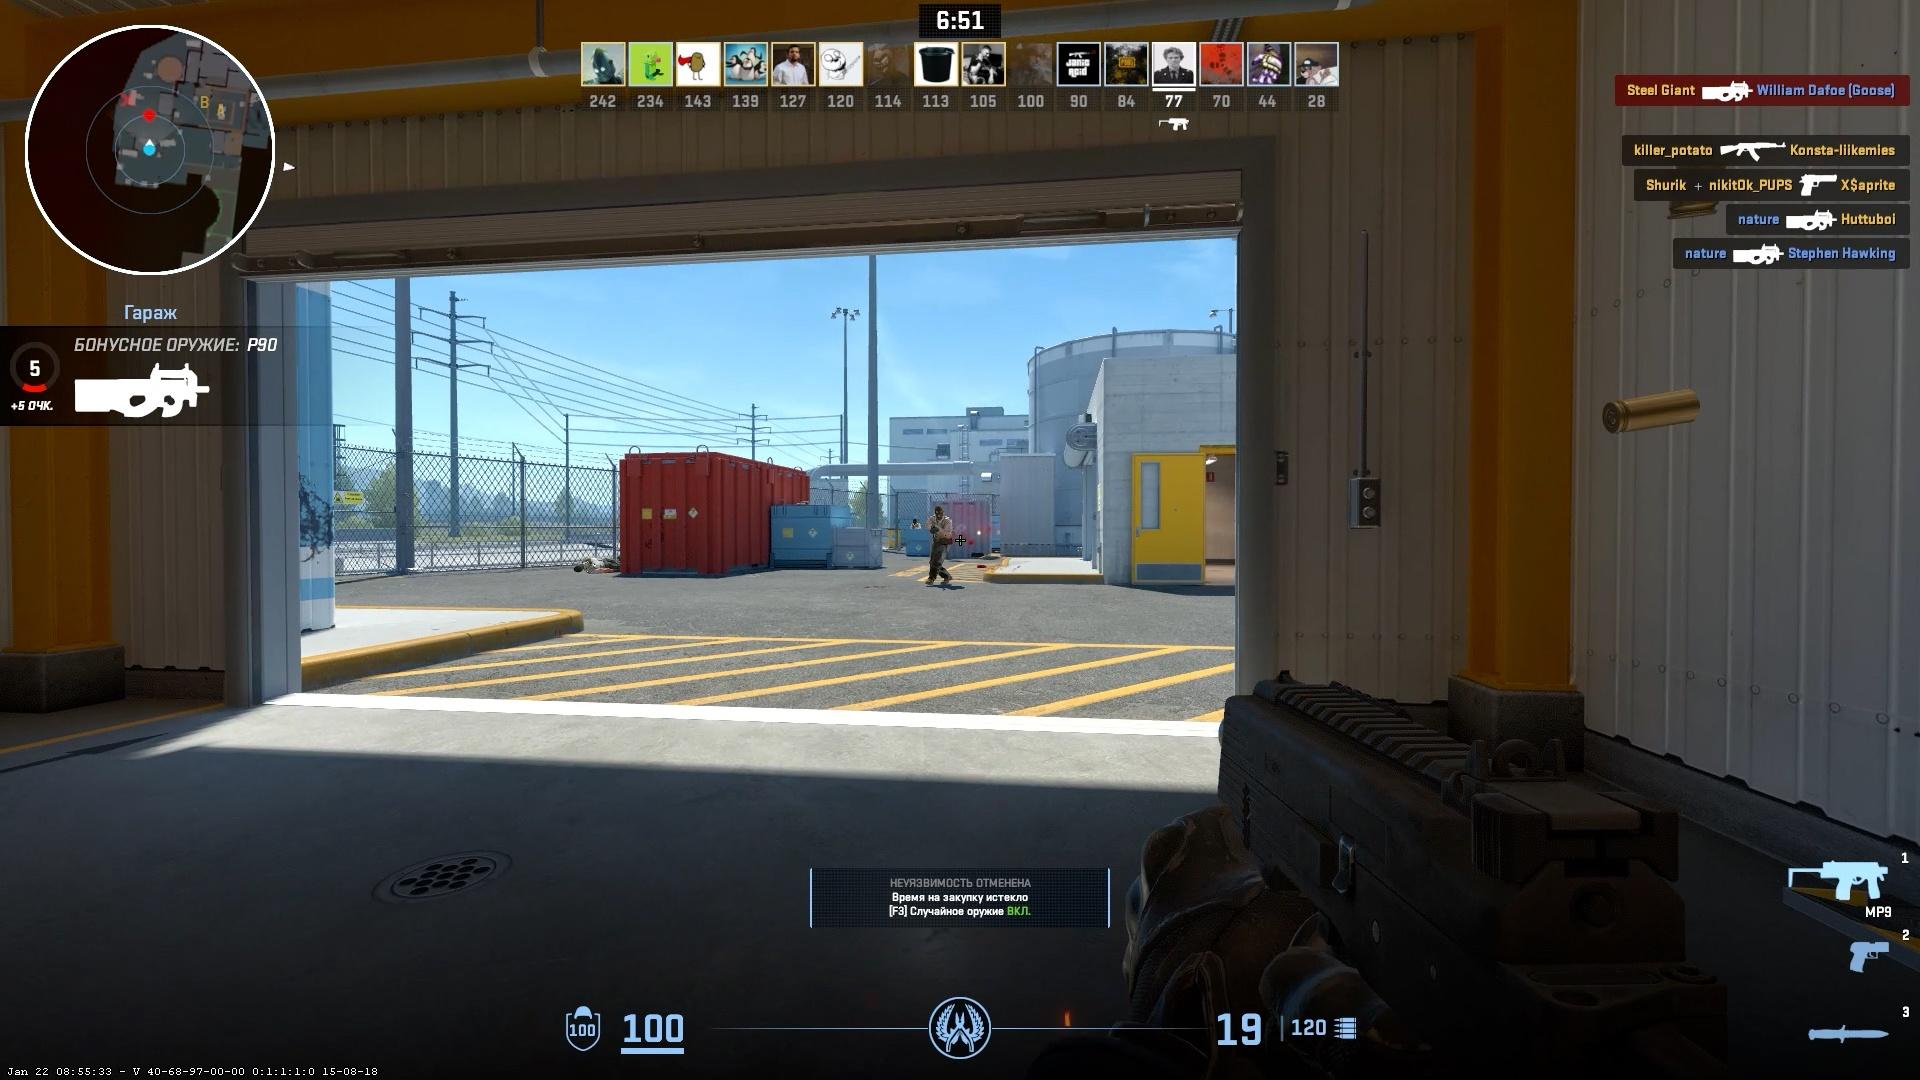 6:51
Janic Acid
242 234 143 139 127 120 114 113 105 100 90 84 77 70 44 28
Steel Giant William Dafoe (Goose)
killer_potato Konsta-liikemies
Shurik + nikitOk_PUPS X$aprite
nature Huttuboi
nature Stephen Hawking
B
A
Гараж
БОНУСНОЕ ОРУЖИЕ: P90
5
+5 ОЧК.
НЕУЯЗВИМОСТЬ ОТМЕНЕНА
Время на закупку истекло
[F3] Случайное оружие ВКЛ.
1
MP9
2
3
100 100
19 120
Jan 22 08:55:33 - V 40-68-97-00-00 0:1:1:1:0 15-08-18